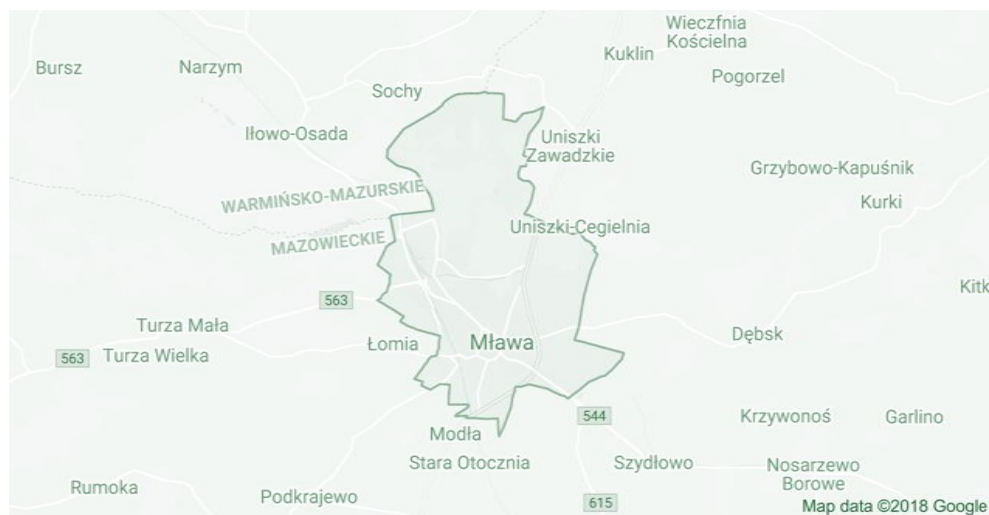 Wieczfnia
Kościelna
Kuklin
Bursz
Narzym
Pogorzel
Sochy
Iłowo-Osada
Uniszki
Zawadzkie
Grzybowo-Kapuśnik
WARMIŃSKO-MAZURSKIE
Kurki
Uniszki-Cegielnia
MAZOWIECKIE
Kitk
563
Turza Mała
Dębsk
Łomia
Mława
563
Turza Wielka
544
Krzywonoś
Garlino
Modła
Stara Otocznia
Szydłowo
Nosarzewo
Borowe
Rumoka
Podkrajewo
615
Map data ©2018 Google